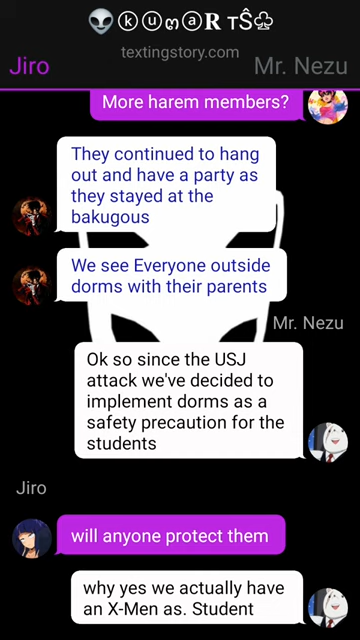 👽ⓚⓤആⓐ𝐑 тŜ♧
textingstory.com
Jiro
Mr. Nezu
More harem members?
They continued to hang
out and have a party as
they stayed at the
bakugous
We see Everyone outside
dorms with their parents
Mr. Nezu
Ok so since the USJ
attack we've decided to
implement dorms as a
safety precaution for the
students
Jiro
will anyone protect them
why yes we actually have
an X-Men as. Student